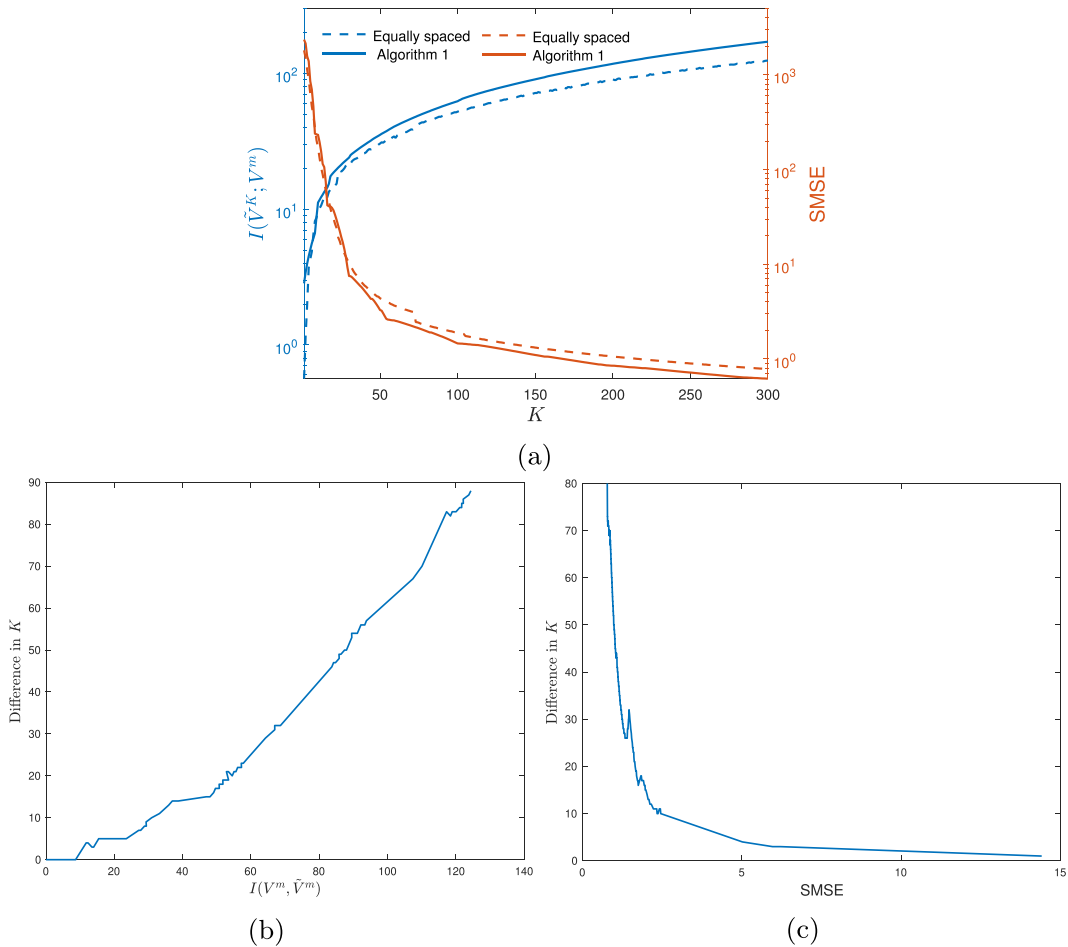 Equally spaced
Algorithm 1
Equally spaced
Algorithm 1
10^2
10^1
10^0
I(Ṽ^K; V^m)
10^3
10^2
10^1
10^0
SMSE
50 100 150 200 250 300
K
(a)
90
80
70
60
50
40
30
20
10
0
Difference in K
0 20 40 60 80 100 120 140
I(V^m, Ṽ^m)
(b)
80
70
60
50
40
30
20
10
0
Difference in K
0 5 10 15
SMSE
(c)